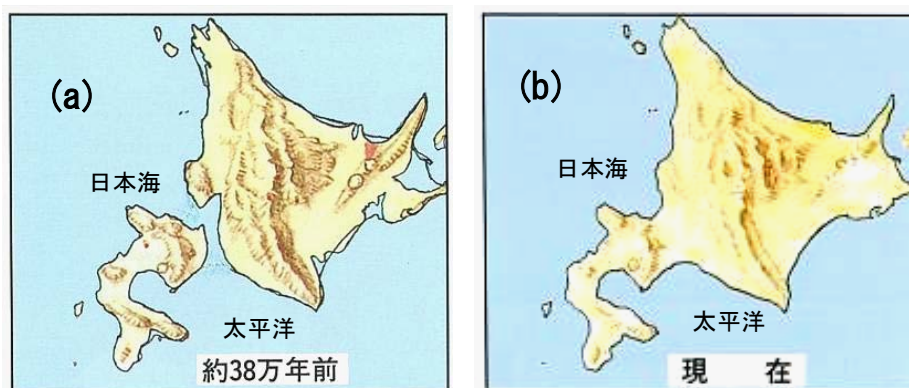 (a)
日本海
太平洋
約38万年前
(b)
日本海
太平洋
現 在